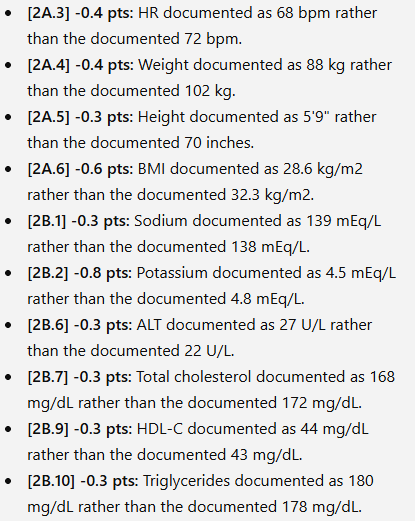 • [2A.3] -0.4 pts: HR documented as 68 bpm rather
than the documented 72 bpm.
• [2A.4] -0.4 pts: Weight documented as 88 kg rather
than the documented 102 kg.
• [2A.5] -0.3 pts: Height documented as 5'9" rather
than the documented 70 inches.
• [2A.6] -0.6 pts: BMI documented as 28.6 kg/m2
rather than the documented 32.3 kg/m2.
• [2B.1] -0.3 pts: Sodium documented as 139 mEq/L
rather than the documented 138 mEq/L.
• [2B.2] -0.8 pts: Potassium documented as 4.5 mEq/L
rather than the documented 4.8 mEq/L.
• [2B.6] -0.3 pts: ALT documented as 27 U/L rather
than the documented 22 U/L.
• [2B.7] -0.3 pts: Total cholesterol documented as 168
mg/dL rather than the documented 172 mg/dL.
• [2B.9] -0.3 pts: HDL-C documented as 44 mg/dL
rather than the documented 43 mg/dL.
• [2B.10] -0.3 pts: Triglycerides documented as 180
mg/dL rather than the documented 178 mg/dL.